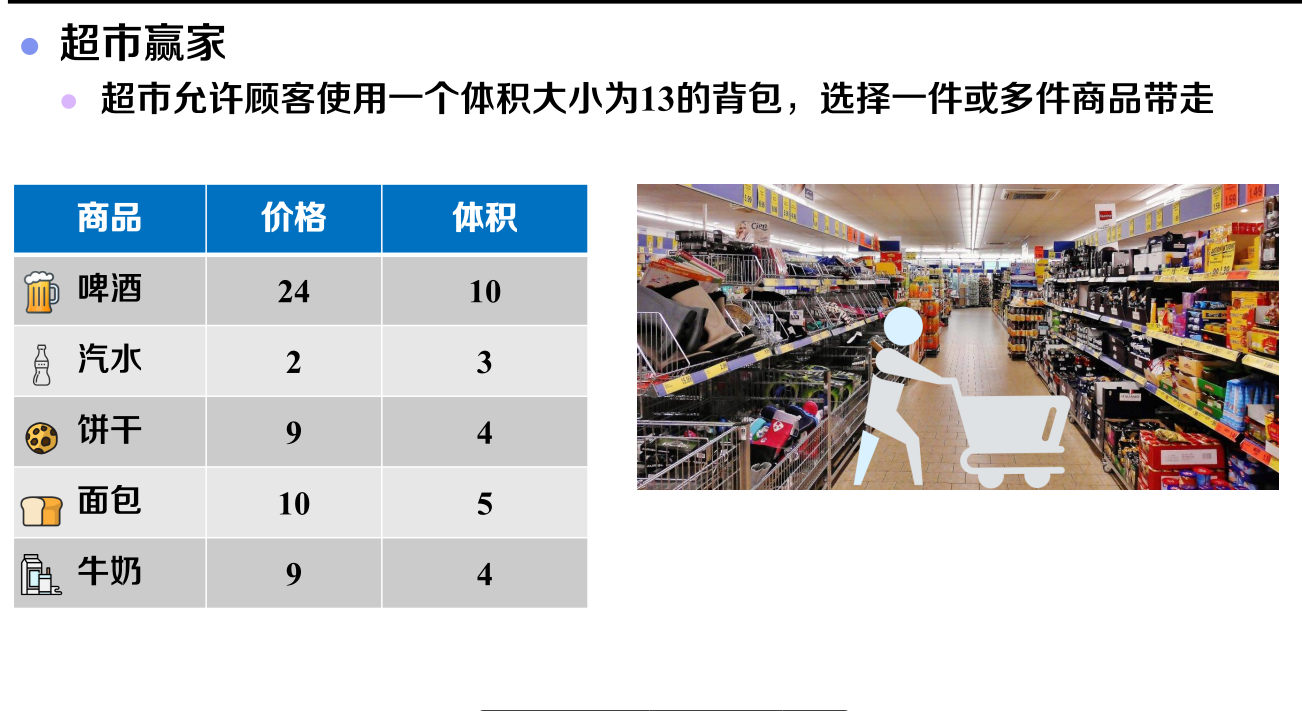 超市赢家
超市允许顾客使用一个体积大小为13的背包，选择一件或多件商品带走
商品 价格 体积
啤酒 24 10
汽水 2 3
饼干 9 4
面包 10 5
牛奶 9 4
Cien